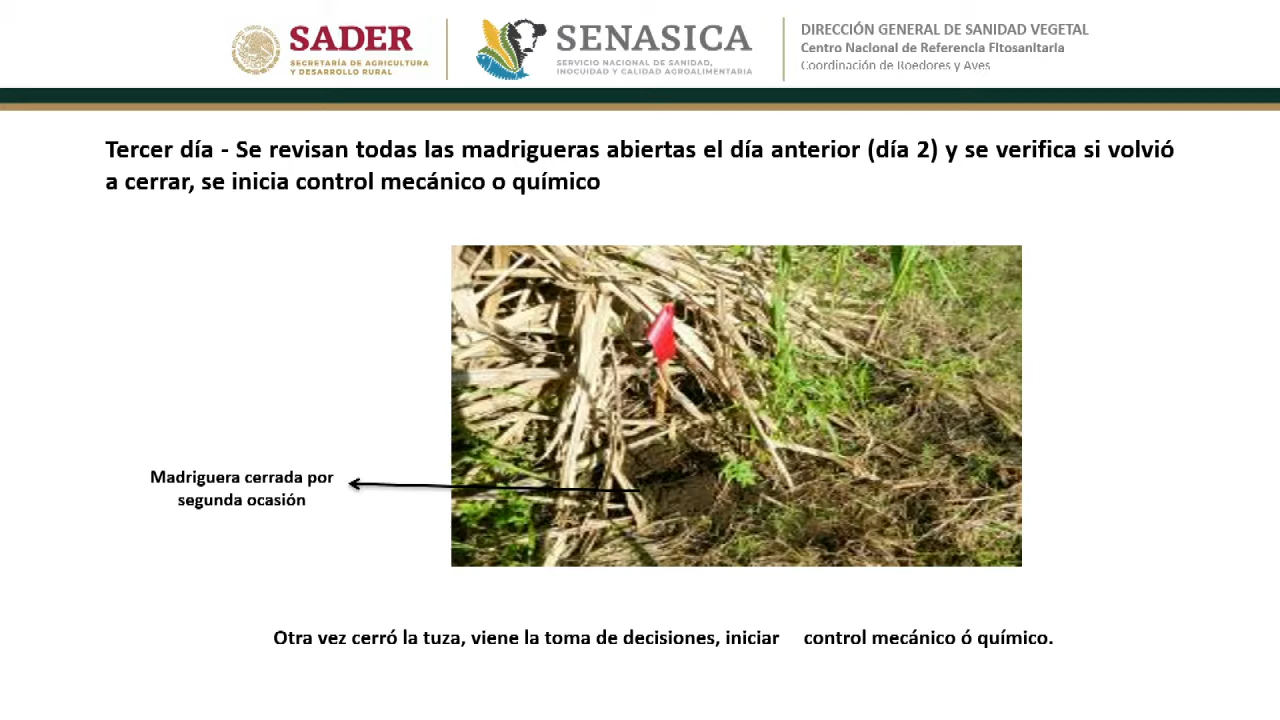 SADER
SECRETARÍA DE AGRICULTURA
Y DESARROLLO RURAL
SENASICA
SERVICIO NACIONAL DE SANIDAD,
INOCUIDAD Y CALIDAD AGROALIMENTARIA
DIRECCIÓN GENERAL DE SANIDAD VEGETAL
Centro Nacional de Referencia Fitosanitaria
Coordinación de Roedores y Aves
Tercer día - Se revisan todas las madrigueras abiertas el día anterior (día 2) y se verifica si volvió
a cerrar, se inicia control mecánico o químico
Madriguera cerrada por
segunda ocasión
Otra vez cerró la tuza, viene la toma de decisiones, iniciar control mecánico ó químico.